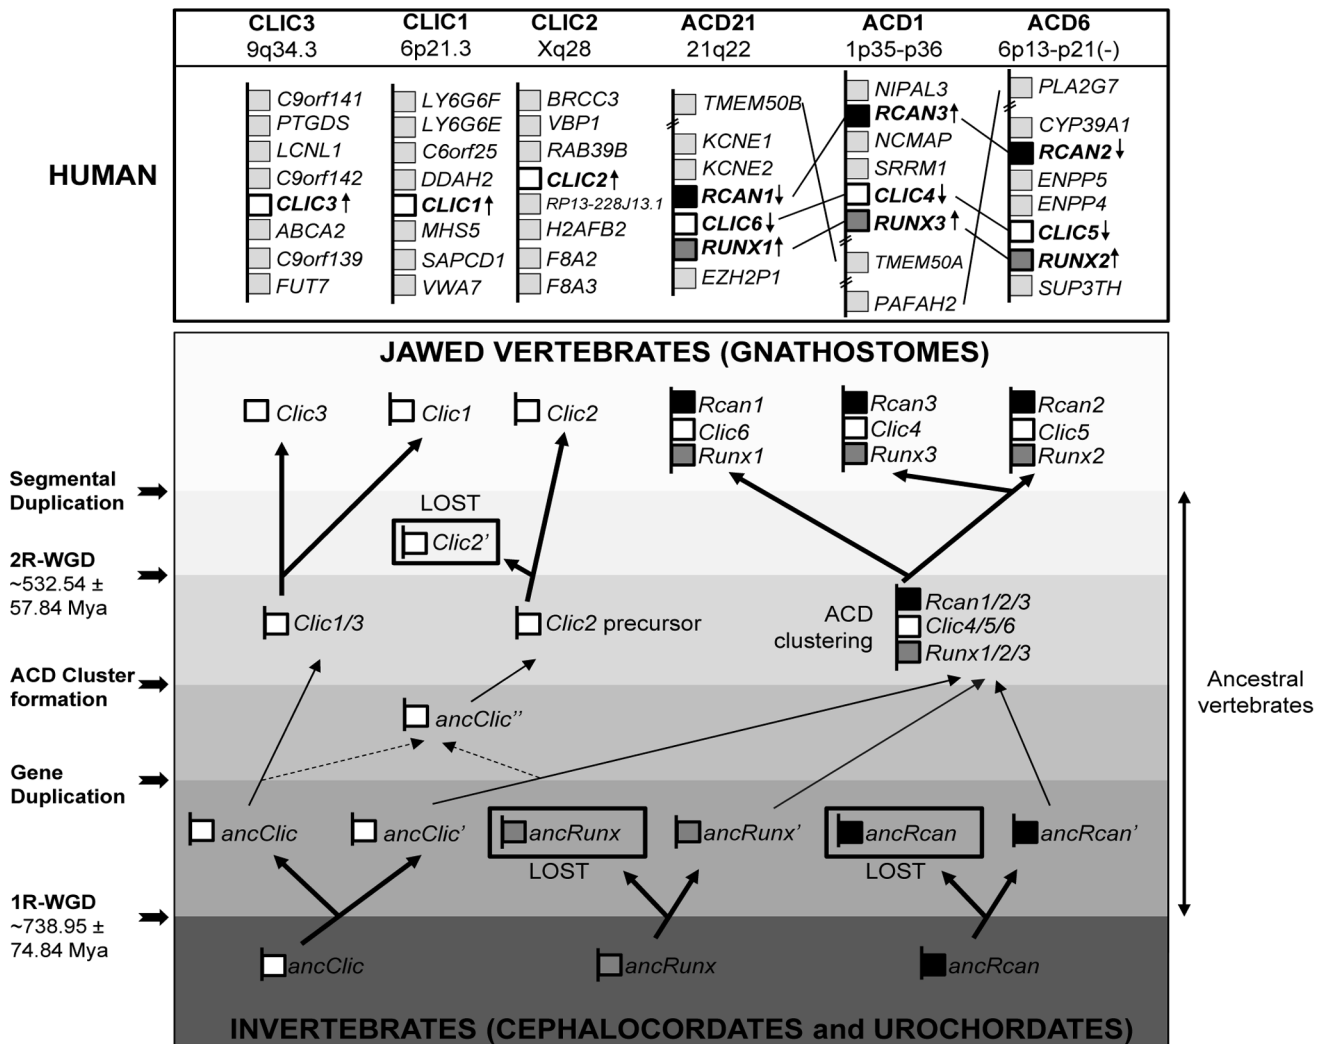 CLIC3 CLIC1 CLIC2 ACD21 ACD1 ACD6
9q34.3 6p21.3 Xq28 21q22 1p35-p36 6p13-p21(-)
HUMAN
C9orf141
PTGDS
LCNL1
C9orf142
CLIC3↑
ABCA2
C9orf139
FUT7
LY6G6F
LY6G6E
C6orf25
DDAH2
CLIC1↑
MHS5
SAPCD1
VWA7
BRCC3
VBP1
RAB39B
CLIC2↑
RP13-228J13.1
H2AFB2
F8A2
F8A3
TMEM50B
KCNE1
KCNE2
RCAN1↓
CLIC6↓
RUNX1↑
EZH2P1
NIPAL3
RCAN3↑
NCMAP
SRRM1
CLIC4↓
RUNX3↑
TMEM50A
PAFAH2
PLA2G7
CYP39A1
RCAN2↓
ENPP5
ENPP4
CLIC5↓
RUNX2↑
SUP3TH
JAWED VERTEBRATES (GNATHOSTOMES)
Clic3
Clic1
Clic2
Rcan1
Clic6
Runx1
Rcan3
Clic4
Runx3
Rcan2
Clic5
Runx2
Segmental
Duplication
LOST
Clic2’
2R-WGD
~532.54 ±
57.84 Mya
Clic1/3
Clic2 precursor
ACD
clustering
Rcan1/2/3
Clic4/5/6
Runx1/2/3
ACD Cluster
formation
ancClic’’
Ancestral
vertebrates
Gene
Duplication
ancClic
ancClic’
ancRunx
LOST
ancRunx’
ancRcan
LOST
ancRcan’
1R-WGD
~738.95 ±
74.84 Mya
ancClic
ancRunx
ancRcan
INVERTEBRATES (CEPHALOCORDATES and UROCHORDATES)